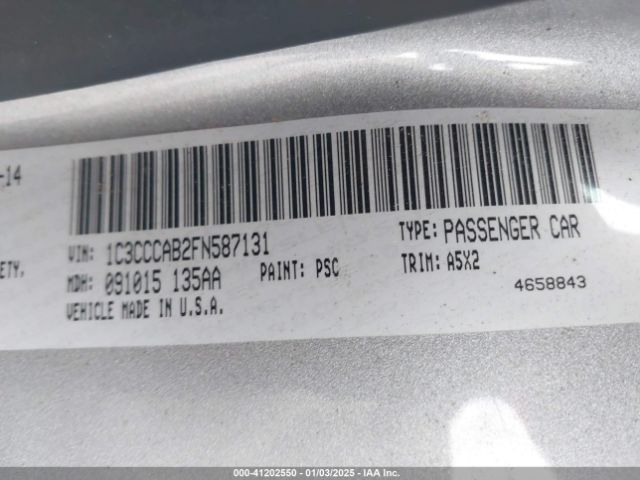 -14
VIN: 1C3CCCAB2FN587131
TYPE: PASSENGER CAR
ETY,
MDH: 091015 135AA
PAINT: PSC
TRIM: A5X2
VEHICLE MADE IN U.S.A.
4658843
000-41202550 - 01/03/2025 - IAA Inc.